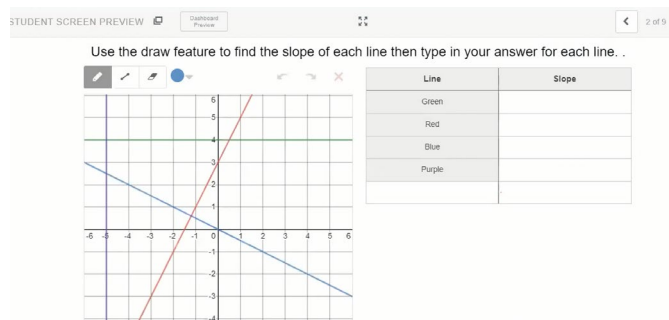 STUDENT SCREEN PREVIEW
Dashboard
Preview
2 of 9
Use the draw feature to find the slope of each line then type in your answer for each line. .
Line Slope
Green
Red
Blue
Purple
6
5
4
3
2
1
-6 -5 -4 -3 -2 -1 0 1 2 3 4 5 6
-1
-2
-3
-4